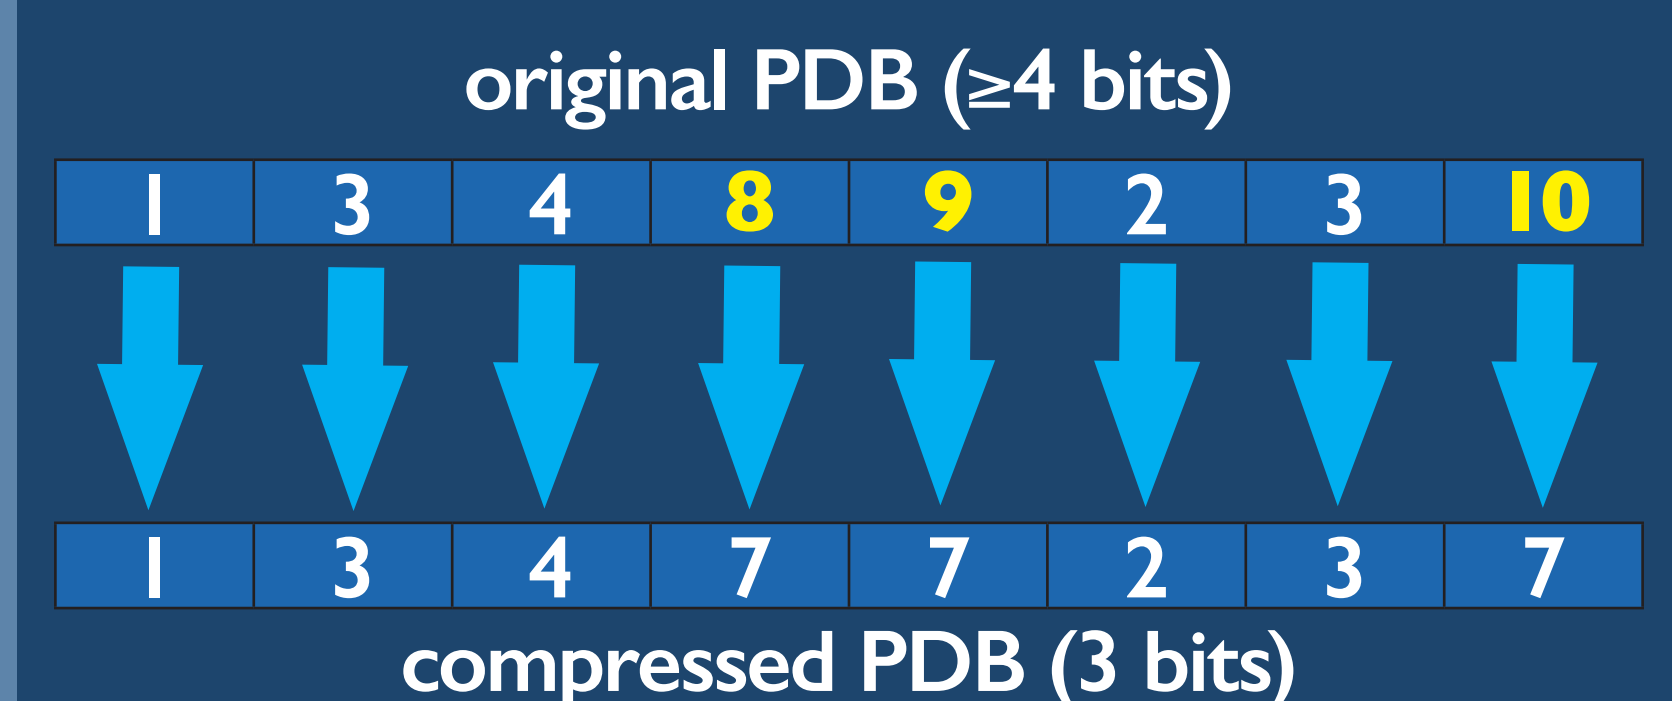 original PDB (≥4 bits)
1 3 4 8 9 2 3 10
1 3 4 7 7 2 3 7
compressed PDB (3 bits)